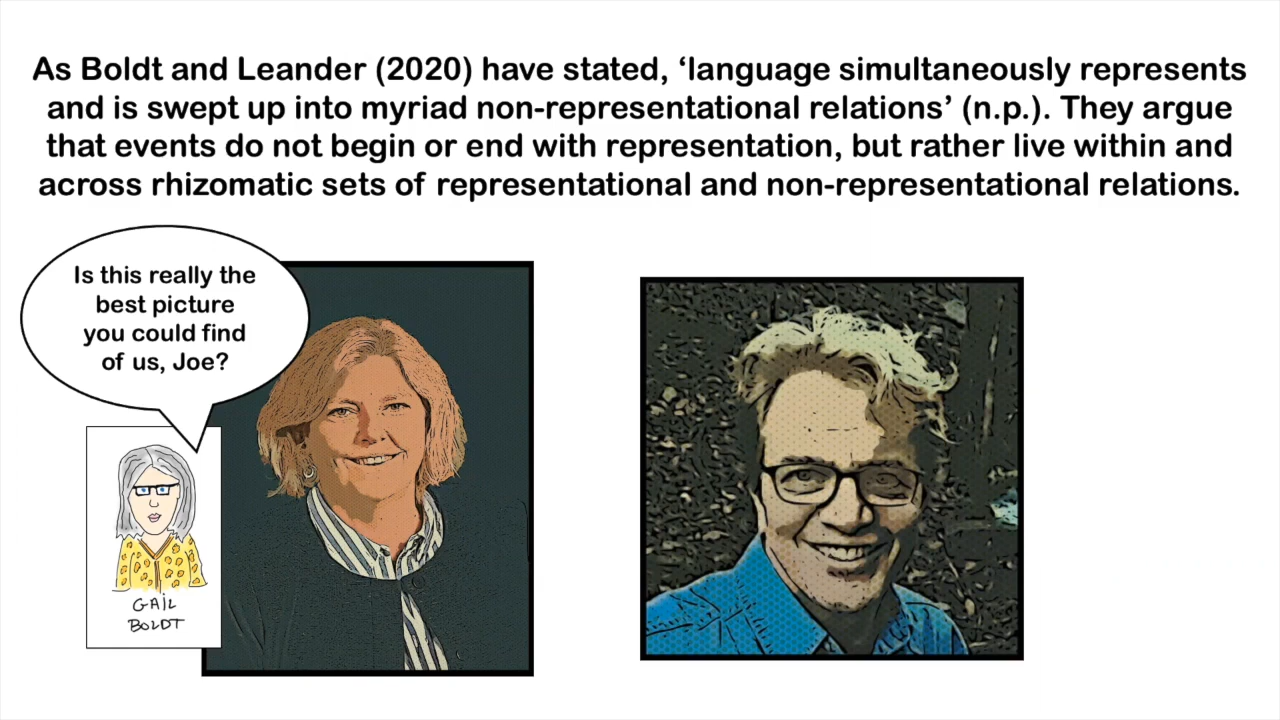 As Boldt and Leander (2020) have stated, ‘language simultaneously represents
and is swept up into myriad non-representational relations’ (n.p.). They argue
that events do not begin or end with representation, but rather live within and
across rhizomatic sets of representational and non-representational relations.
Is this really the
best picture
you could find
of us, Joe?
GAIL
BOLDT